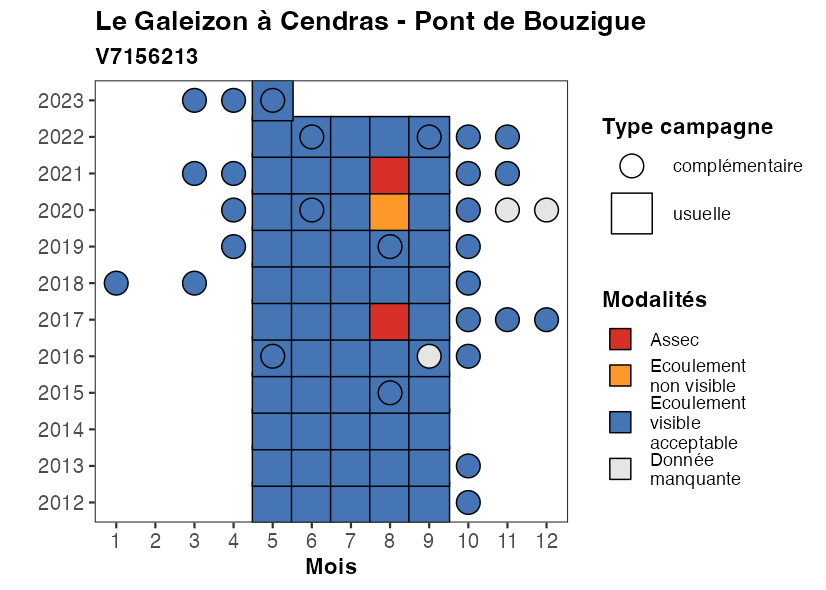 Le Galeizon à Cendras - Pont de Bouzigue
V7156213
2023
2022
2021
2020
2019
2018
2017
2016
2015
2014
2013
2012
1 2 3 4 5 6 7 8 9 10 11 12
Mois
Type campagne
complémentaire
usuelle
Modalités
Assec
Ecoulement
non visible
Ecoulement
visible
acceptable
Donnée
manquante